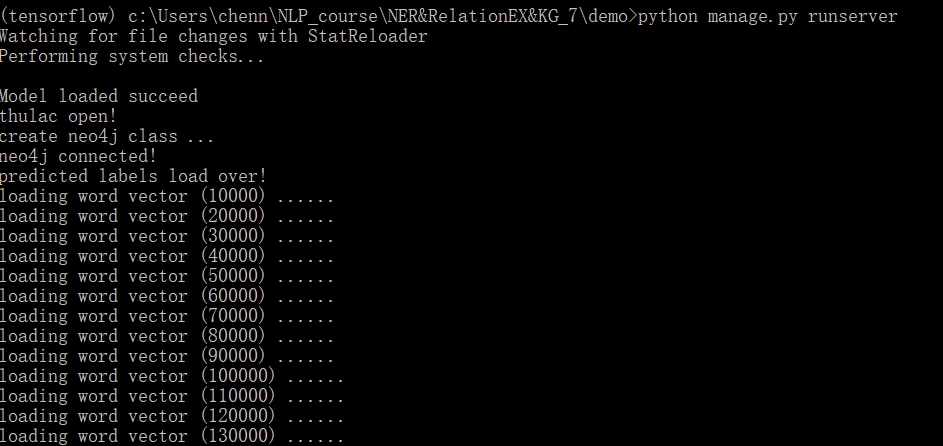 (tensorflow) c:\Users\chenn\NLP_course\NER&RelationEX&KG_7\demo>python manage.py runserver
Watching for file changes with StatReloader
Performing system checks...
Model loaded succeed
thulac open!
create neo4j class ...
neo4j connected!
predicted labels load over!
loading word vector (10000) ......
loading word vector (20000) ......
loading word vector (30000) ......
loading word vector (40000) ......
loading word vector (50000) ......
loading word vector (60000) ......
loading word vector (70000) ......
loading word vector (80000) ......
loading word vector (90000) ......
loading word vector (100000) ......
loading word vector (110000) ......
loading word vector (120000) ......
loading word vector (130000) ......